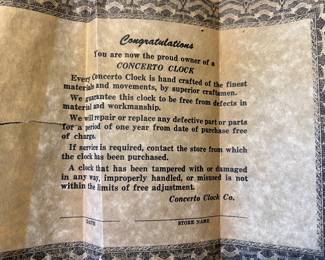 Congratulations
You are now the proud owner of a
CONCERTO CLOCK
Every Concerto Clock is hand crafted of the finest
materials and movements, by superior craftsmen.
We guarantee this clock to be free from defects in
material and workmanship.
We will repair or replace any defective part or parts
for a period of one year from date of purchase free
of charge.
If service is required, contact the store from which
the clock has been purchased.
A clock that has been tampered with or damaged
in any way, improperly handled, or misused is not
within the limits of free adjustment.
Concerto Clock Co.
DATE STORE NAME